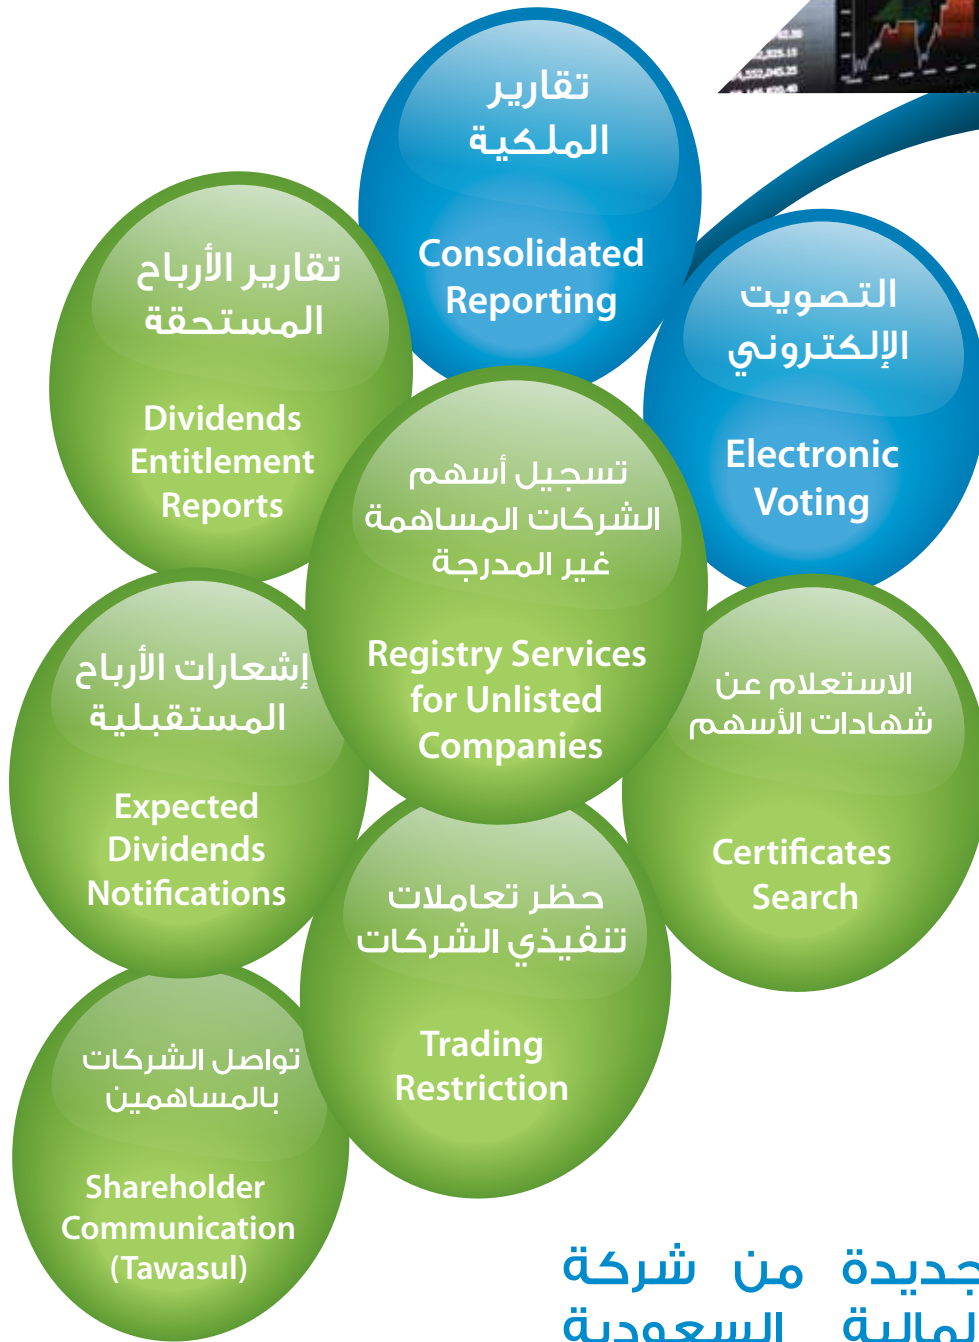 تقارير
الملكية
Consolidated
Reporting
تقارير الأرباح
المستحقة
Dividends
Entitlement
Reports
التصويت
الإلكتروني
Electronic
Voting
تسجيل أسهم
الشركات المساهمة
غير المدرجة
Registry Services
for Unlisted
Companies
إشعارات الأرباح
المستقبلية
Expected
Dividends
Notifications
الاستعلام عن
شهادات الأسهم
Certificates
Search
حظر تعاملات
تنفيذي الشركات
Trading
Restriction
تواصل الشركات
بالمساهمين
Shareholder
Communication
(Tawasul)
جديدة من شركة
المالية السعودية